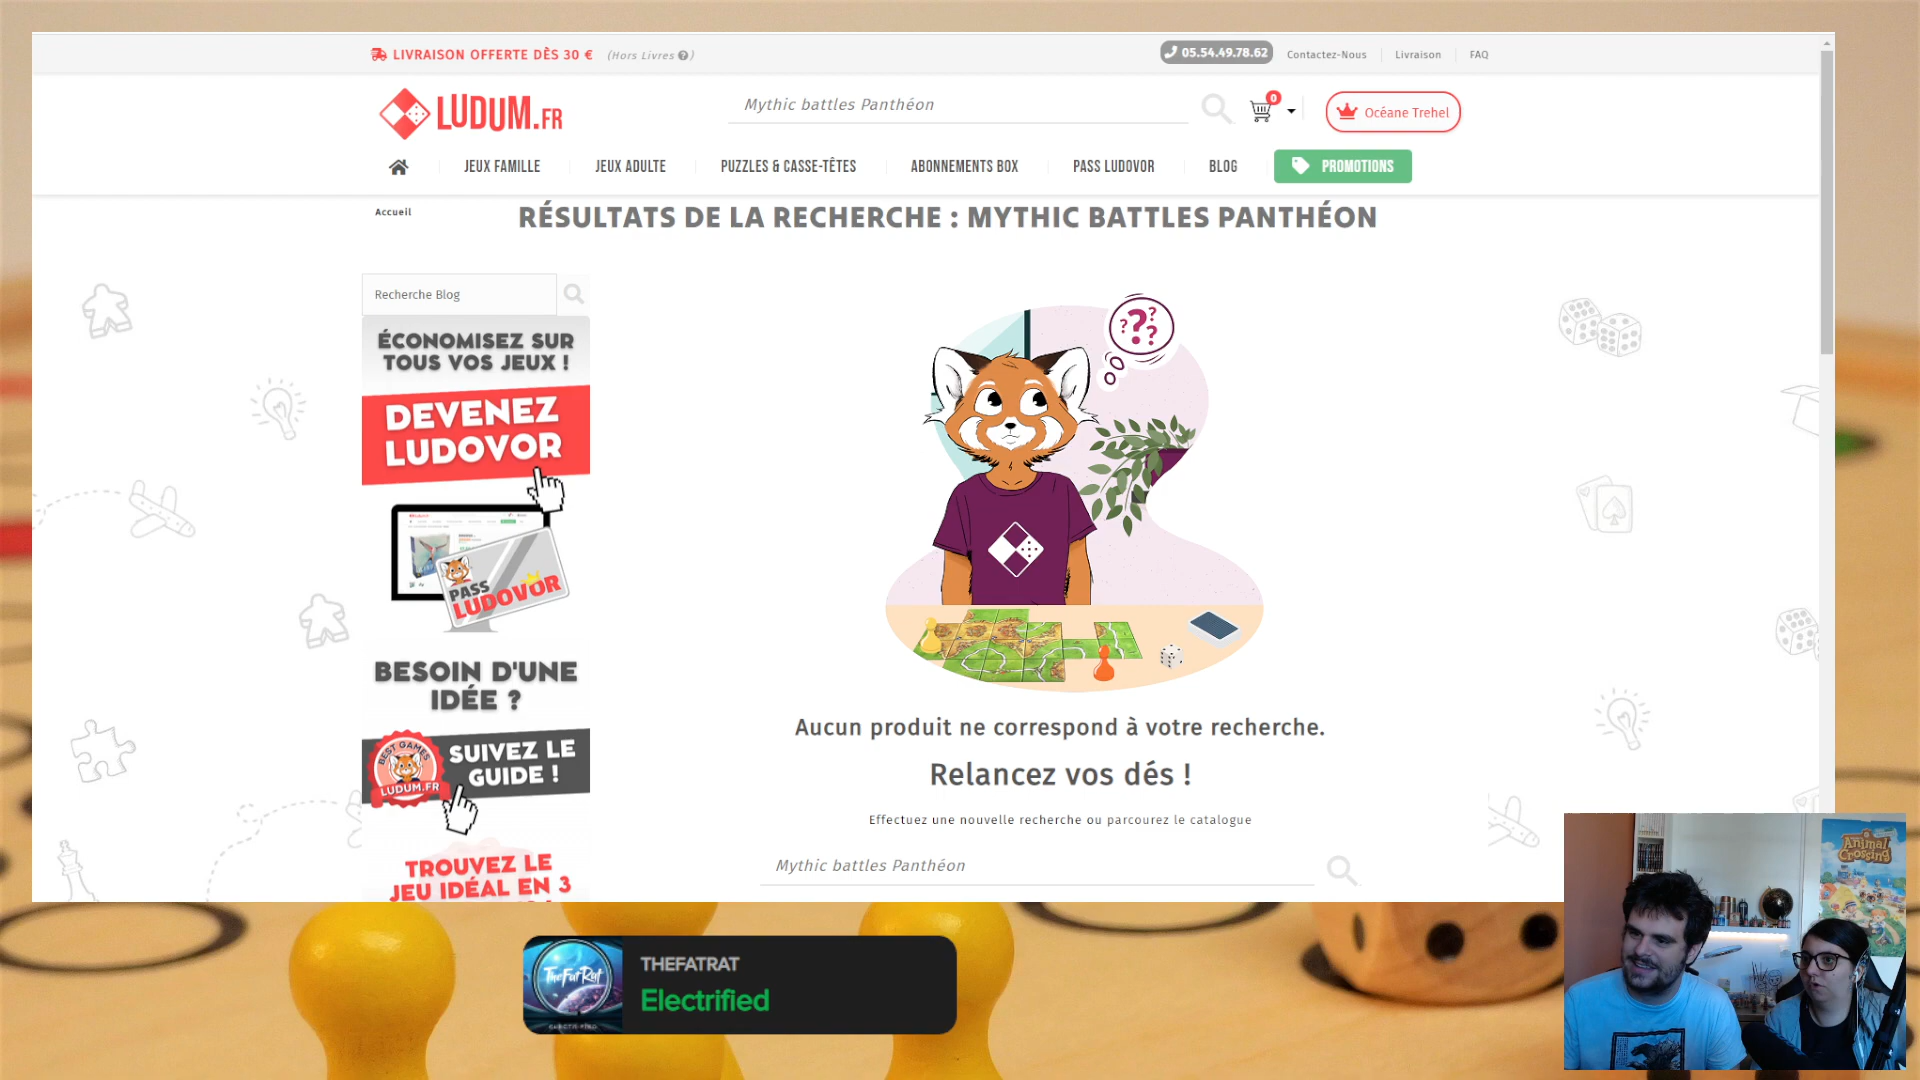 LIVRAISON OFFERTE DÈS 30 € (Hors Livres ?)
05.54.49.78.62
Contactez-Nous
Livraison
FAQ
LUDUM.FR
Mythic battles Panthéon
0
Océane Trehel
JEUX FAMILLE
JEUX ADULTE
PUZZLES & CASSE-TÊTES
ABONNEMENTS BOX
PASS LUDOVOR
BLOG
PROMOTIONS
Accueil
RÉSULTATS DE LA RECHERCHE : MYTHIC BATTLES PANTHÉON
Recherche Blog
ÉCONOMISEZ SUR
TOUS VOS JEUX !
DEVENEZ
LUDOVOR
PASS
LUDOVOR
BESOIN D'UNE
IDÉE ?
BEST GAMES
LUDUM.FR
SUIVEZ LE
GUIDE !
TROUVEZ LE
JEU IDÉAL EN 3
????
Aucun produit ne correspond à votre recherche.
Relancez vos dés !
Effectuez une nouvelle recherche ou parcourez le catalogue
Mythic battles Panthéon
TheFatRat
THEFATRAT
Electrified
Animal
Crossing